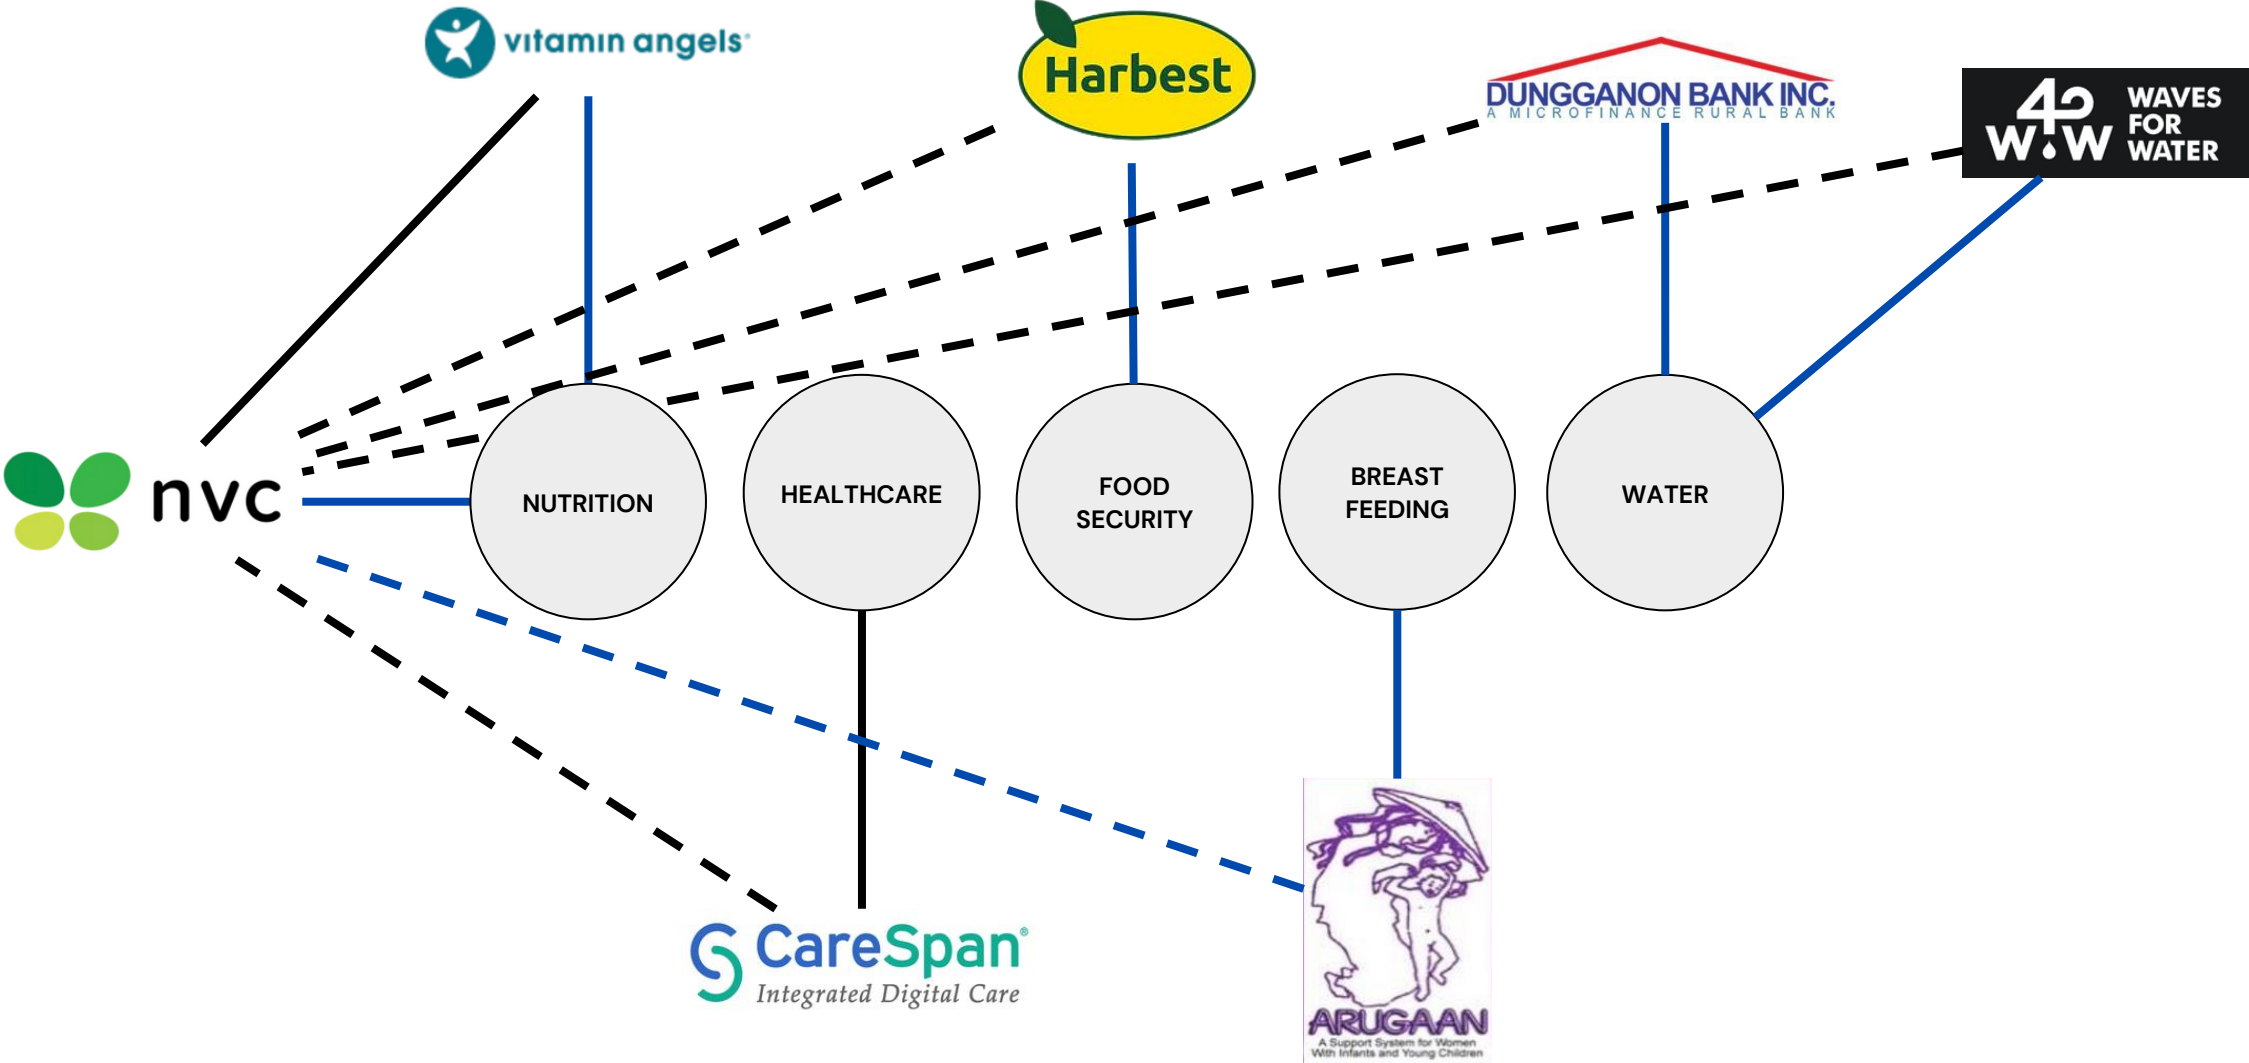 vitamin angels®
Harbest
DUNGGANON BANK INC.
A MICROFINANCE RURAL BANK
W4W
WAVES
FOR
WATER
nvc
NUTRITION
HEALTHCARE
FOOD
SECURITY
BREAST
FEEDING
WATER
CareSpan®
Integrated Digital Care
ARUGAAN
A Support System for Women
With Infants and Young Children